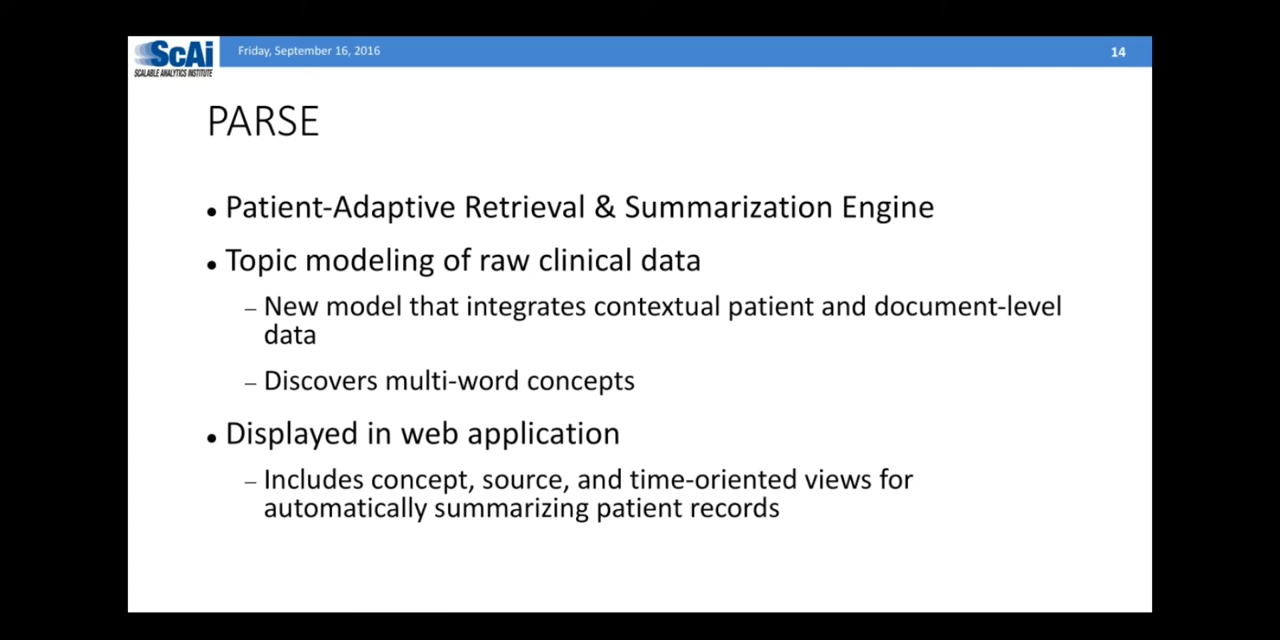 ScAi
SCALABLE ANALYTICS INSTITUTE
Friday, September 16, 2016
14
PARSE
• Patient-Adaptive Retrieval & Summarization Engine
• Topic modeling of raw clinical data
– New model that integrates contextual patient and document-level
data
– Discovers multi-word concepts
• Displayed in web application
– Includes concept, source, and time-oriented views for
automatically summarizing patient records